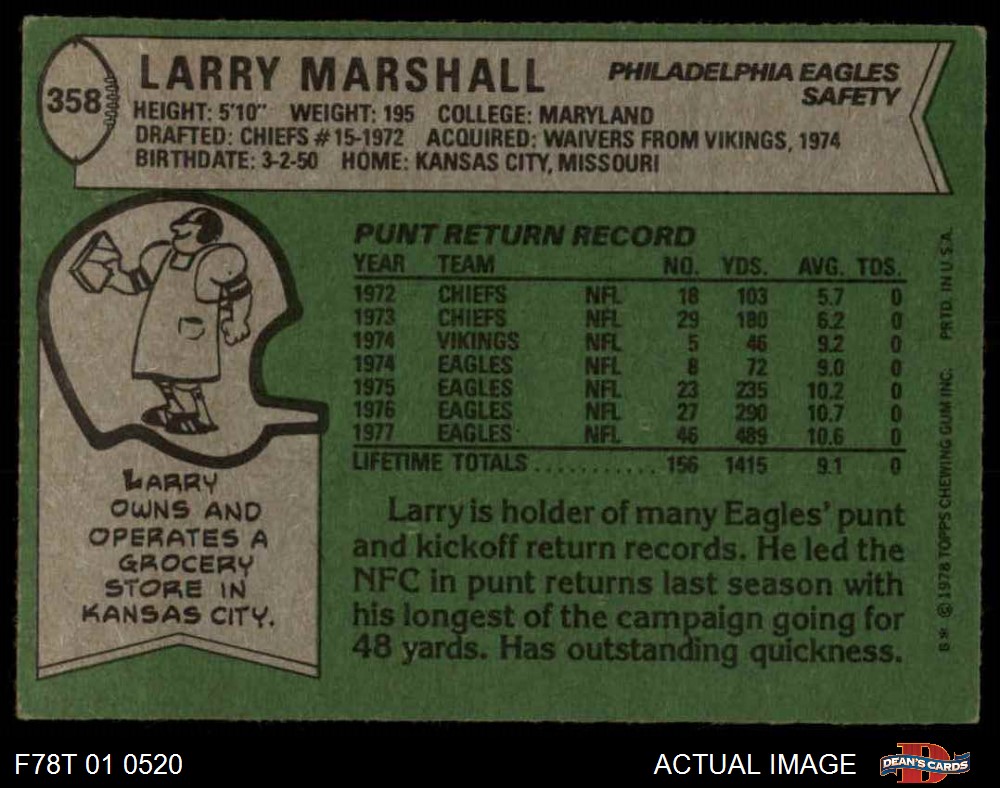 358
LARRY MARSHALL
PHILADELPHIA EAGLES
SAFETY
HEIGHT: 5'10" WEIGHT: 195 COLLEGE: MARYLAND
DRAFTED: CHIEFS #15-1972 ACQUIRED: WAIVERS FROM VIKINGS, 1974
BIRTHDATE: 3-2-50 HOME: KANSAS CITY, MISSOURI
PUNT RETURN RECORD
YEAR TEAM NO. YDS. AVG. TDS.
1972 CHIEFS NFL 18 103 5.7 0
1973 CHIEFS NFL 29 180 6.2 0
1974 VIKINGS NFL 5 46 9.2 0
1974 EAGLES NFL 8 72 9.0 0
1975 EAGLES NFL 23 235 10.2 0
1976 EAGLES NFL 27 290 10.7 0
1977 EAGLES NFL 46 489 10.6 0
LIFETIME TOTALS ........... 156 1415 9.1 0
LARRY
OWNS AND
OPERATES A
GROCERY
STORE IN
KANSAS CITY.
Larry is holder of many Eagles' punt
and kickoff return records. He led the
NFC in punt returns last season with
his longest of the campaign going for
48 yards. Has outstanding quickness.
B** © 1978 TOPPS CHEWING GUM INC. PRTD. IN U.S.A.
F78T 01 0520
ACTUAL IMAGE
D
DEAN'S CARDS